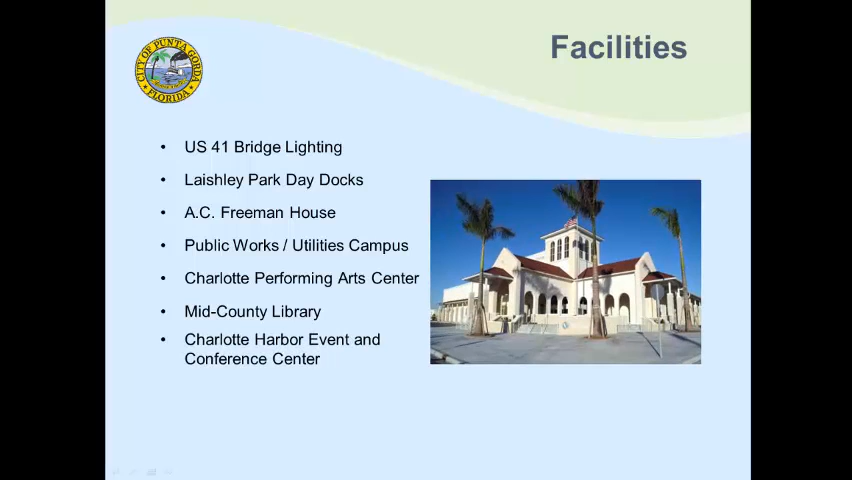 Facilities
CITY OF PUNTA GORDA
FLORIDA
• US 41 Bridge Lighting
• Laishley Park Day Docks
• A.C. Freeman House
• Public Works / Utilities Campus
• Charlotte Performing Arts Center
• Mid-County Library
• Charlotte Harbor Event and
Conference Center